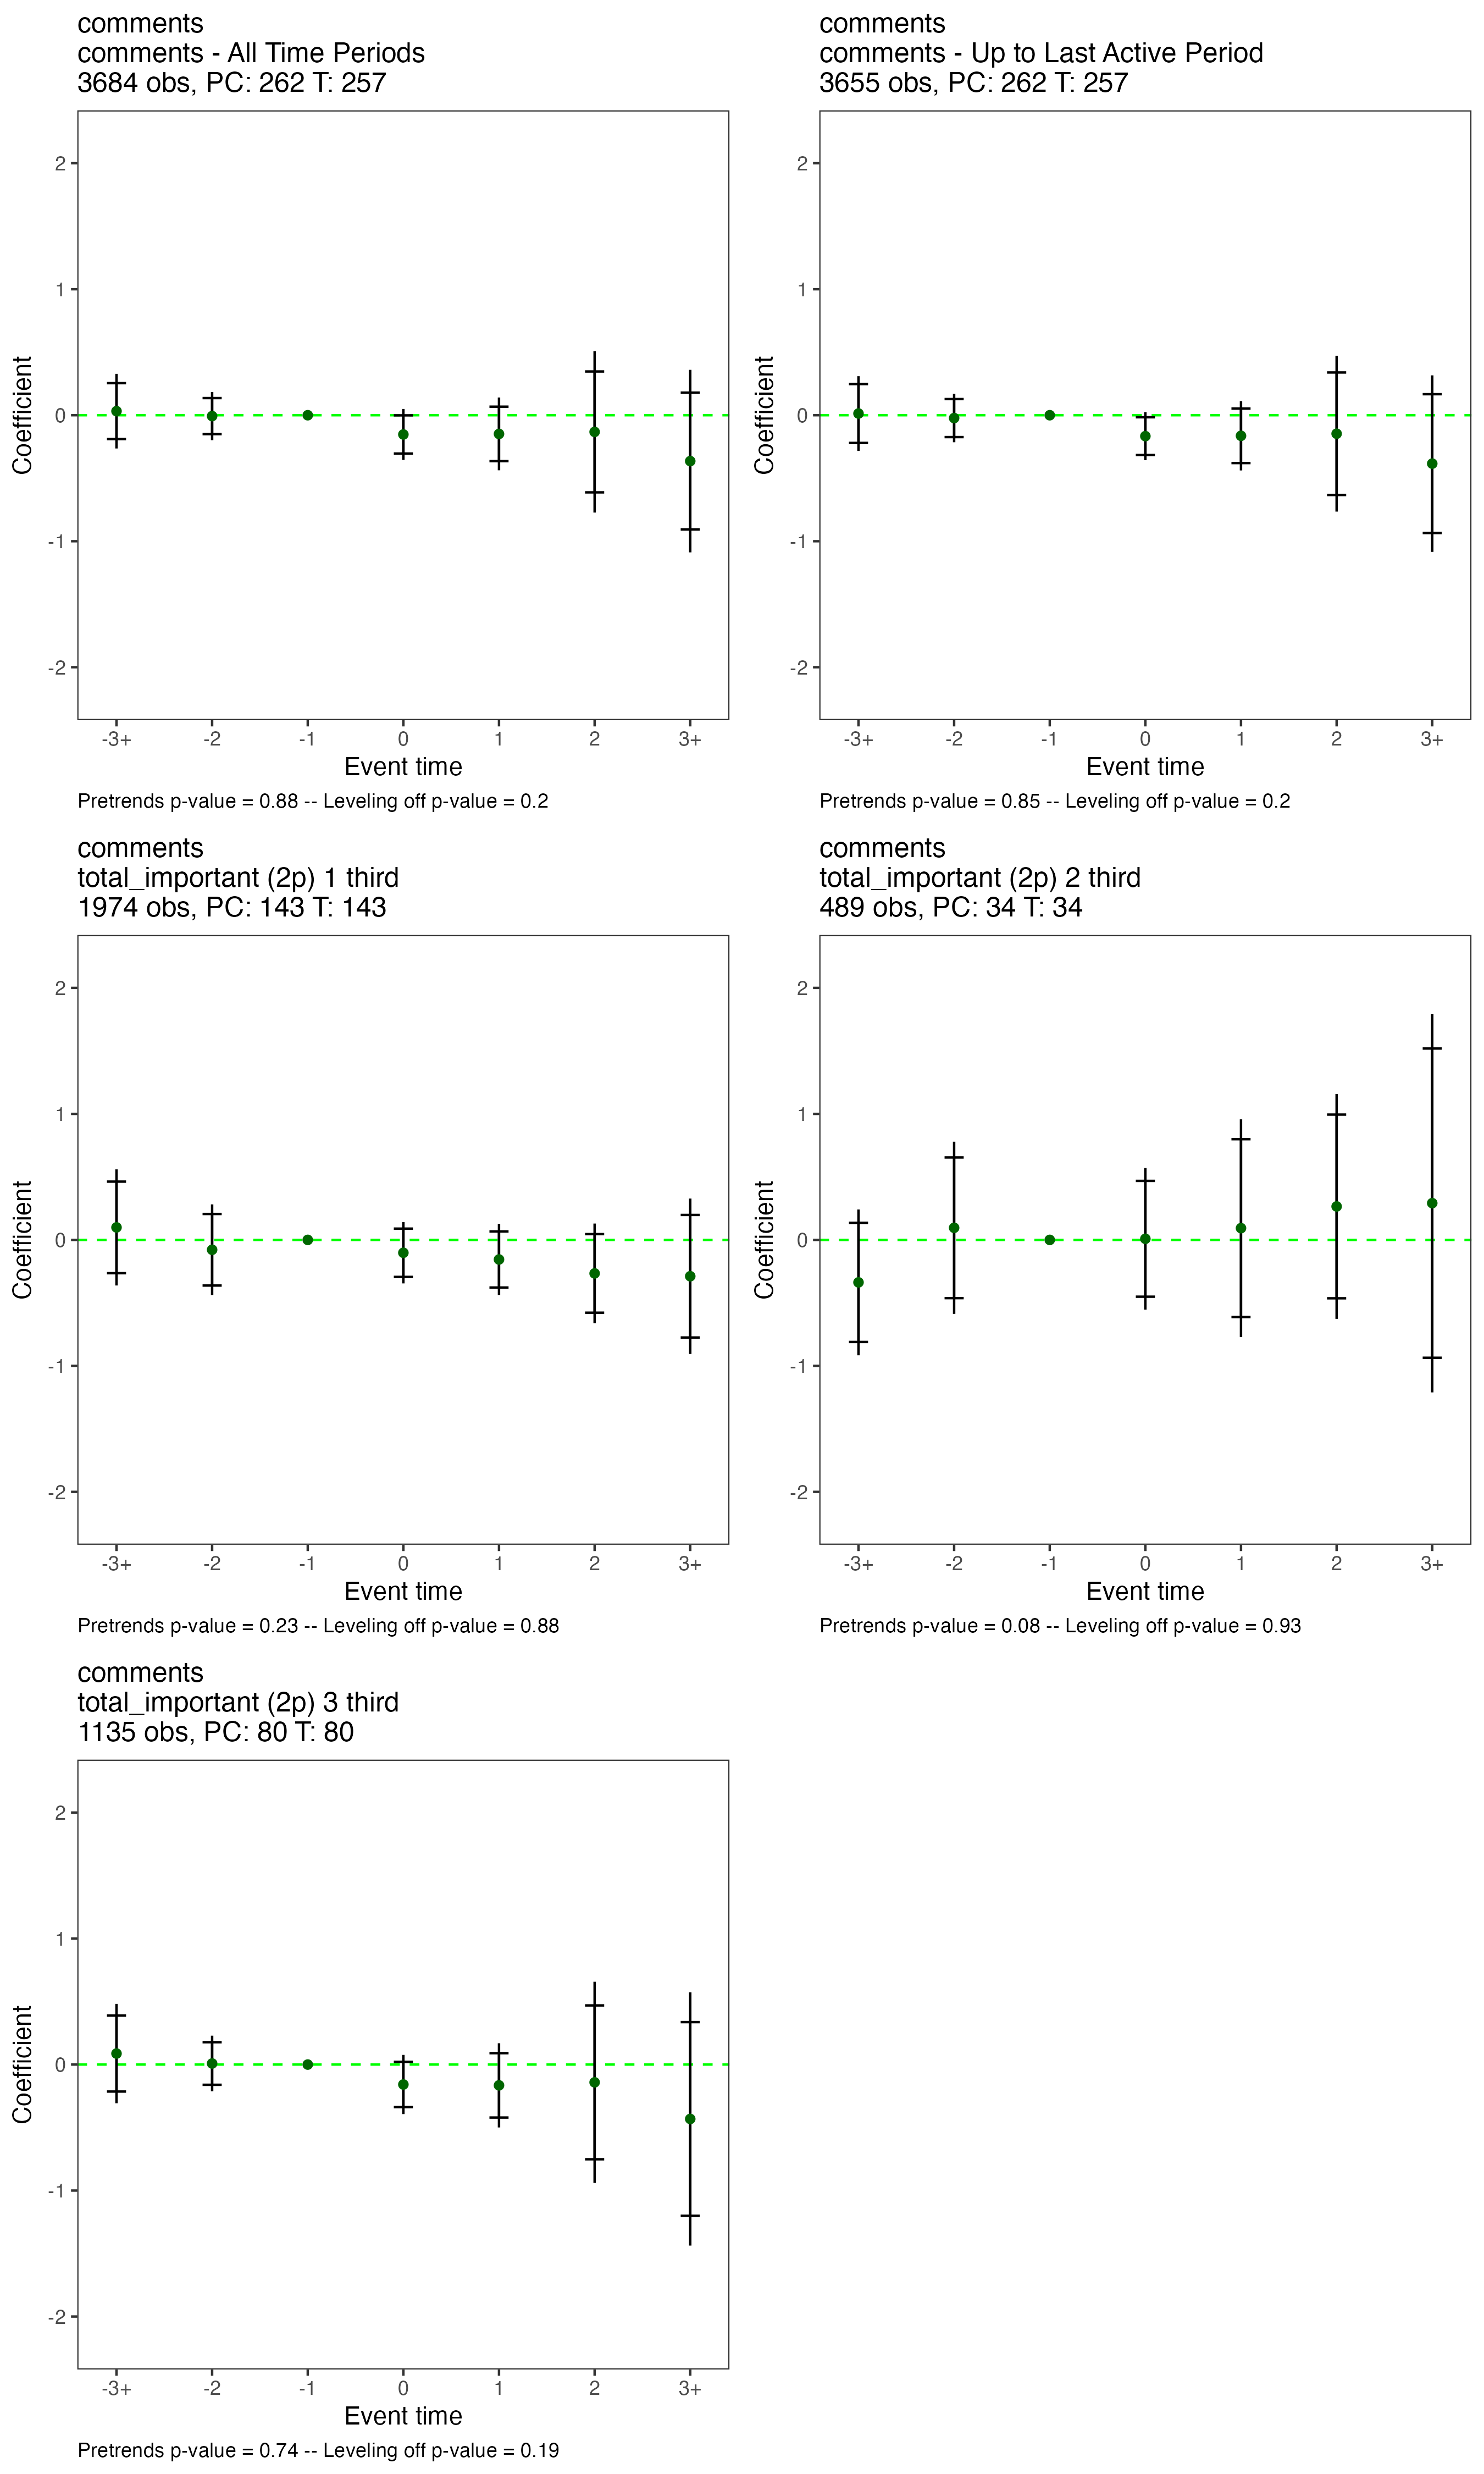 comments
comments - All Time Periods
3684 obs, PC: 262 T: 257
Coefficient
2
1
0
-1
-2
-3+ -2 -1 0 1 2 3+
Event time
Pretrends p-value = 0.88 -- Leveling off p-value = 0.2
comments
comments - Up to Last Active Period
3655 obs, PC: 262 T: 257
Coefficient
2
1
0
-1
-2
-3+ -2 -1 0 1 2 3+
Event time
Pretrends p-value = 0.85 -- Leveling off p-value = 0.2
comments
total_important (2p) 1 third
1974 obs, PC: 143 T: 143
Coefficient
2
1
0
-1
-2
-3+ -2 -1 0 1 2 3+
Event time
Pretrends p-value = 0.23 -- Leveling off p-value = 0.88
comments
total_important (2p) 2 third
489 obs, PC: 34 T: 34
Coefficient
2
1
0
-1
-2
-3+ -2 -1 0 1 2 3+
Event time
Pretrends p-value = 0.08 -- Leveling off p-value = 0.93
comments
total_important (2p) 3 third
1135 obs, PC: 80 T: 80
Coefficient
2
1
0
-1
-2
-3+ -2 -1 0 1 2 3+
Event time
Pretrends p-value = 0.74 -- Leveling off p-value = 0.19